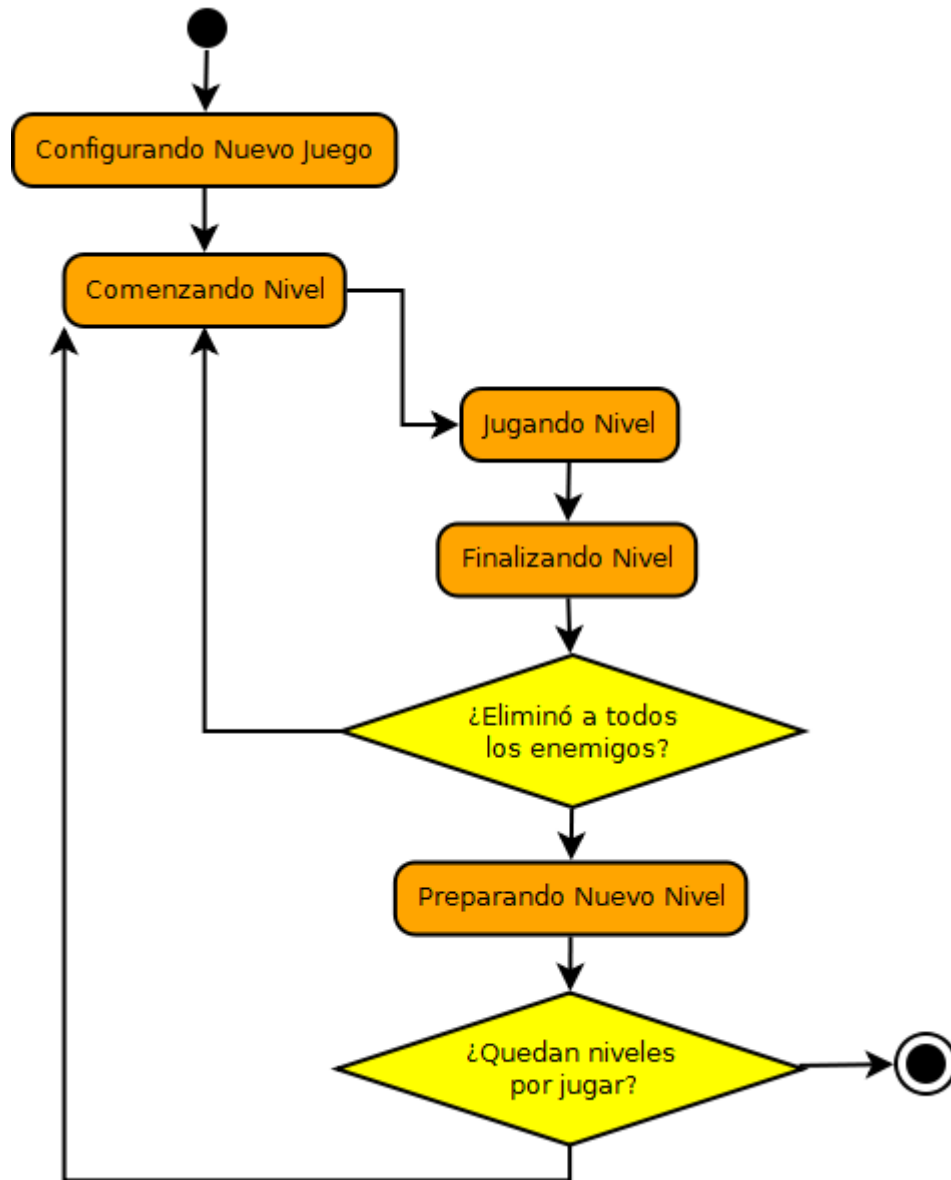 Configurando Nuevo Juego
Comenzando Nivel
Jugando Nivel
Finalizando Nivel
¿Eliminó a todos
los enemigos?
Preparando Nuevo Nivel
¿Quedan niveles
por jugar?